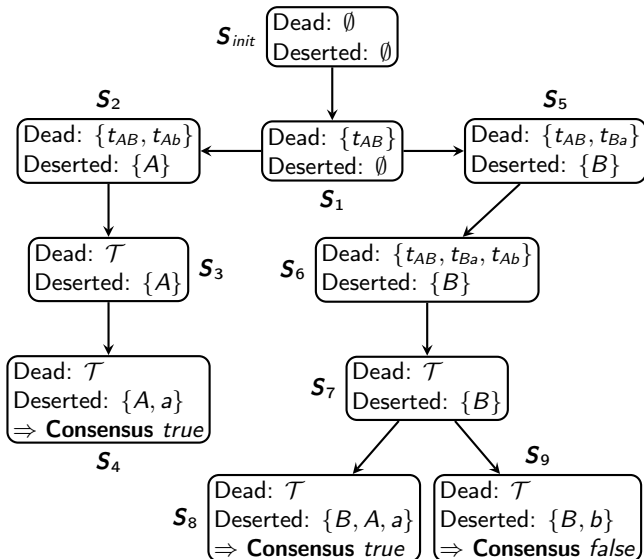 S_init
Dead: ∅
Deserted: ∅
S_2
Dead: {t_AB, t_Ab}
Deserted: {A}
Dead: {t_AB}
Deserted: ∅
S_1
S_5
Dead: {t_AB, t_Ba}
Deserted: {B}
Dead: 𝒯
Deserted: {A}
S_3
S_6
Dead: {t_AB, t_Ba, t_Ab}
Deserted: {B}
Dead: 𝒯
Deserted: {A, a}
⇒ Consensus true
S_4
S_7
Dead: 𝒯
Deserted: {B}
S_8
Dead: 𝒯
Deserted: {B, A, a}
⇒ Consensus true
S_9
Dead: 𝒯
Deserted: {B, b}
⇒ Consensus false